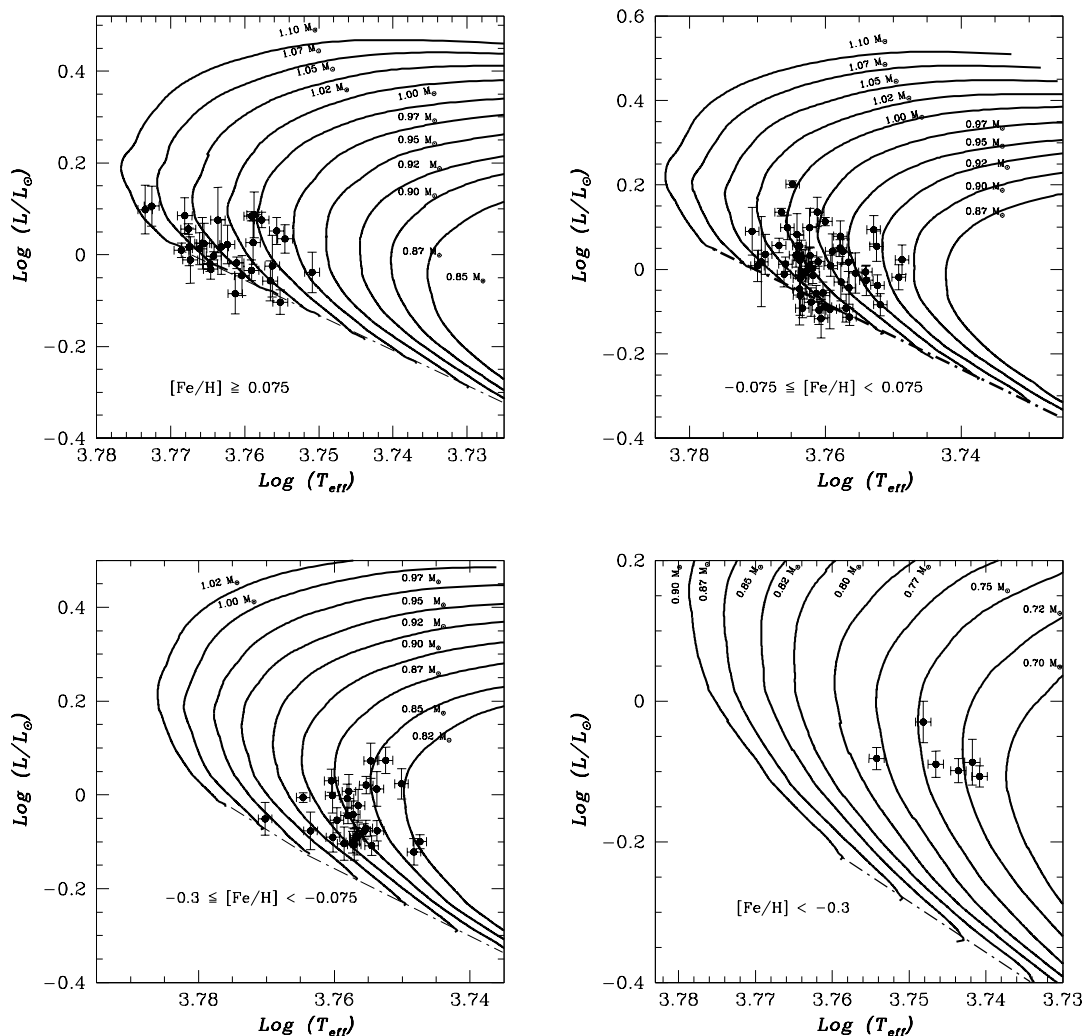 1.10 M⊙
1.07 M⊙
1.05 M⊙
1.02 M⊙
1.00 M⊙
0.97 M⊙
0.95 M⊙
0.92 M⊙
0.90 M⊙
0.87 M⊙
0.85 M⊙
0.4
0.2
0
−0.2
−0.4
Log (L/L⊙)
[Fe/H] ≧ 0.075
3.78 3.77 3.76 3.75 3.74 3.73
Log (Teff)
1.10 M⊙
1.07 M⊙
1.05 M⊙
1.02 M⊙
1.00 M⊙
0.97 M⊙
0.95 M⊙
0.92 M⊙
0.90 M⊙
0.87 M⊙
0.6
0.4
0.2
0
−0.2
−0.4
Log (L/L⊙)
−0.075 ≦ [Fe/H] < 0.075
3.78 3.76 3.74
Log (Teff)
1.02 M⊙
1.00 M⊙
0.97 M⊙
0.95 M⊙
0.92 M⊙
0.90 M⊙
0.87 M⊙
0.85 M⊙
0.82 M⊙
0.4
0.2
0
−0.2
−0.4
Log (L/L⊙)
−0.3 ≦ [Fe/H] < −0.075
3.78 3.76 3.74
Log (Teff)
0.90 M⊙
0.87 M⊙
0.85 M⊙
0.82 M⊙
0.80 M⊙
0.77 M⊙
0.75 M⊙
0.72 M⊙
0.70 M⊙
0.2
0
−0.2
−0.4
Log (L/L⊙)
[Fe/H] < −0.3
3.78 3.77 3.76 3.75 3.74 3.73
Log (Teff)